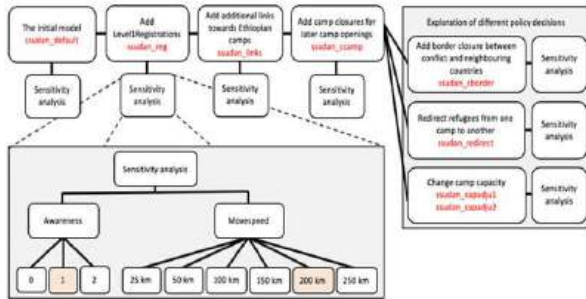 The initial model
ssudan_default
Add
Level1Registrations
ssudan_reg
Add additional links
towards Ethiopian
camps
ssudan_links
Add camp closures for
later camp openings
ssudan_ccamp
Sensitivity
analysis
Sensitivity
analysis
Sensitivity
analysis
Sensitivity
analysis
Explanation of different policy decisions
Add border closure between
conflict and neighbouring
countries
ssudan_cborder
Sensitivity
analysis
Redirect refugees from one
camp to another
ssudan_redirect
Sensitivity
analysis
Change camp capacity
ssudan_capadju1
ssudan_capadju2
Sensitivity
analysis
Sensitivity analysis
Awareness
Movespeed
0
1
2
25 km
50 km
100 km
150 km
200 km
250 km